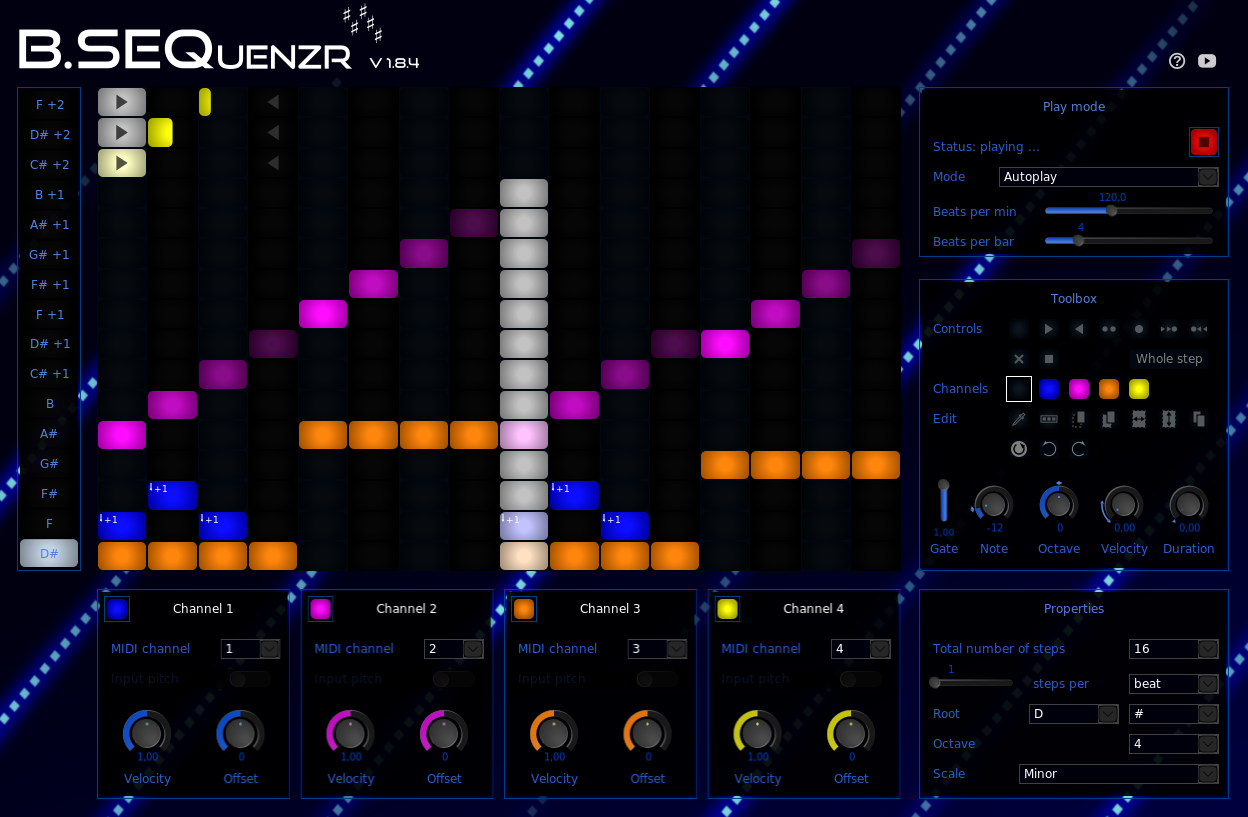 B.SEQuenzr v 1.8.4
F +2
D# +2
C# +2
B +1
A# +1
G# +1
F# +1
F +1
D# +1
C# +1
B
A#
G#
F# +1 +1
F +1 +1 +1 +1
D#
Play mode
Status: playing ...
Mode Autoplay
120,0
Beats per min
4
Beats per bar
Toolbox
Controls
Whole step
Channels
Edit
1,00 -12 0 0,00 0,00
Gate Note Octave Velocity Duration
Channel 1
MIDI channel 1
Input pitch
1,00 0
Velocity Offset
Channel 2
MIDI channel 2
Input pitch
1,00 0
Velocity Offset
Channel 3
MIDI channel 3
Input pitch
1,00 0
Velocity Offset
Channel 4
MIDI channel 4
Input pitch
1,00 0
Velocity Offset
Properties
Total number of steps 16
1
steps per beat
Root D #
Octave 4
Scale Minor